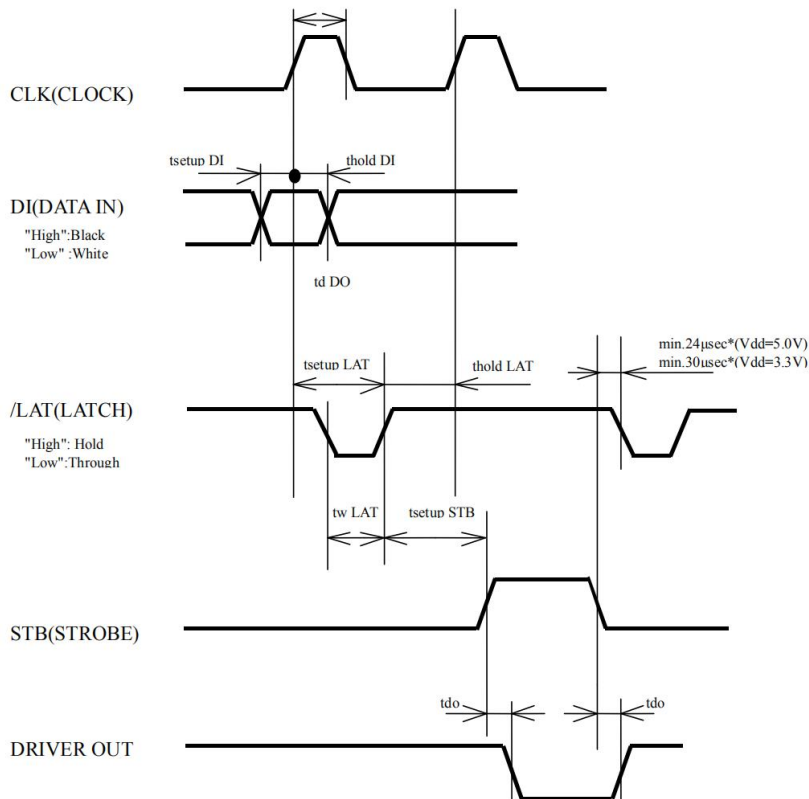 CLK(CLOCK)
tsetup DI
thold DI
DI(DATA IN)
"High":Black
"Low" :White
td DO
min.24μsec*(Vdd=5.0V)
min.30μsec*(Vdd=3.3V)
tsetup LAT
thold LAT
/LAT(LATCH)
"High": Hold
"Low":Through
tw LAT
tsetup STB
STB(STROBE)
tdo
tdo
DRIVER OUT